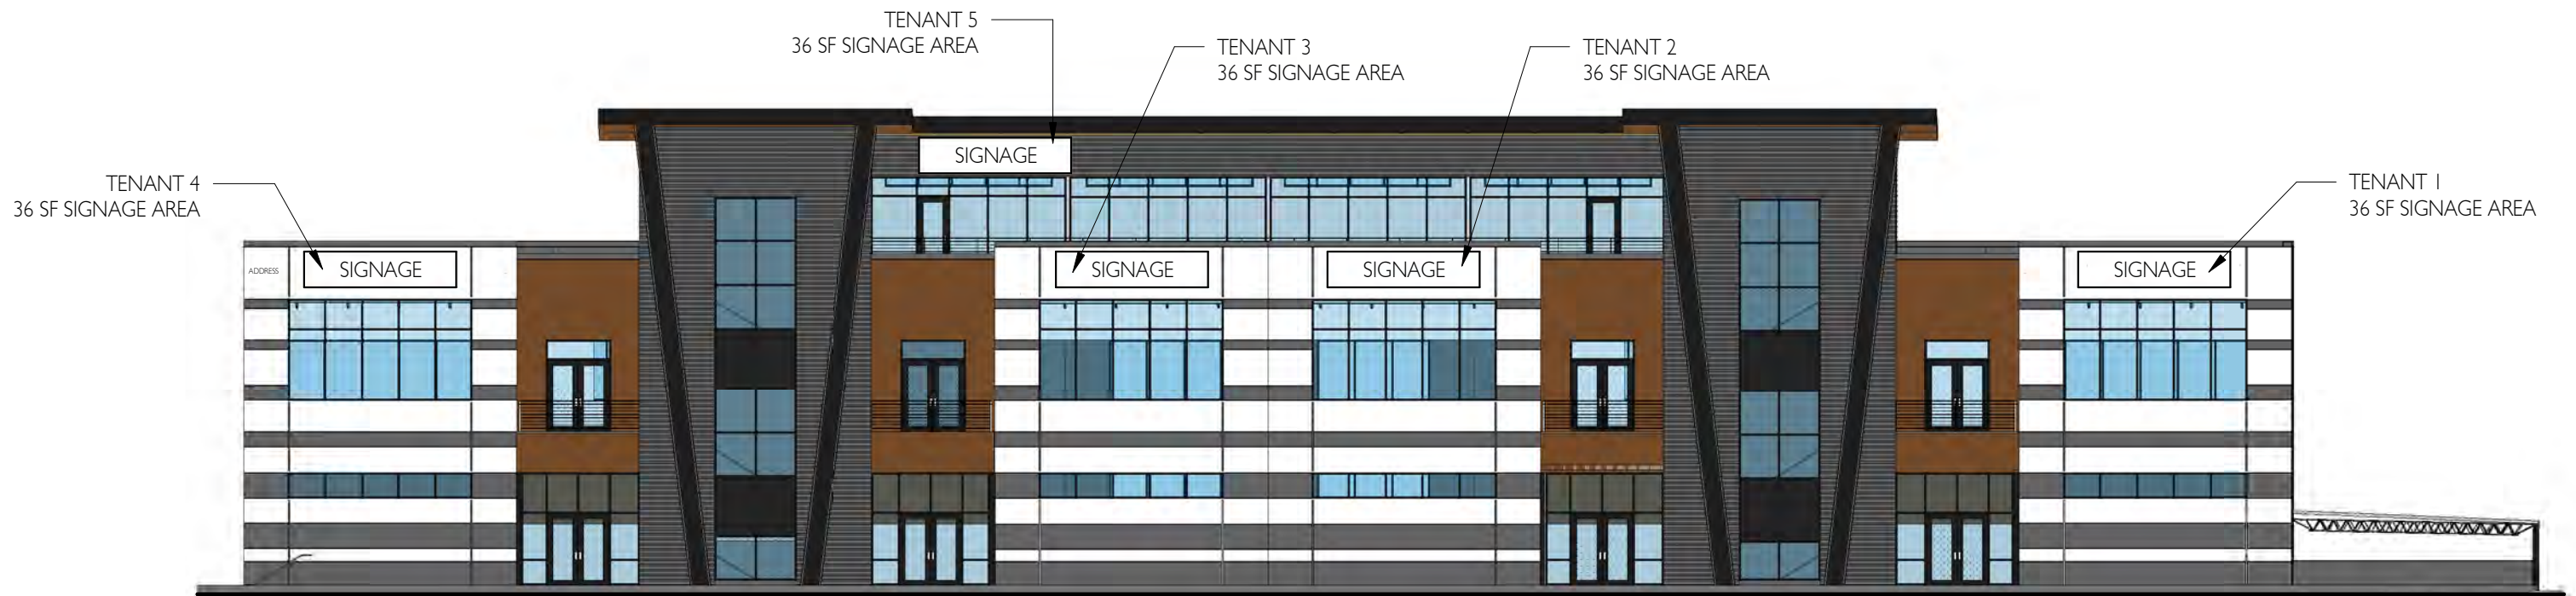 TENANT 5
36 SF SIGNAGE AREA
TENANT 3
36 SF SIGNAGE AREA
TENANT 2
36 SF SIGNAGE AREA
SIGNAGE
TENANT 4
36 SF SIGNAGE AREA
TENANT 1
36 SF SIGNAGE AREA
ADDRESS
SIGNAGE
SIGNAGE
SIGNAGE
SIGNAGE